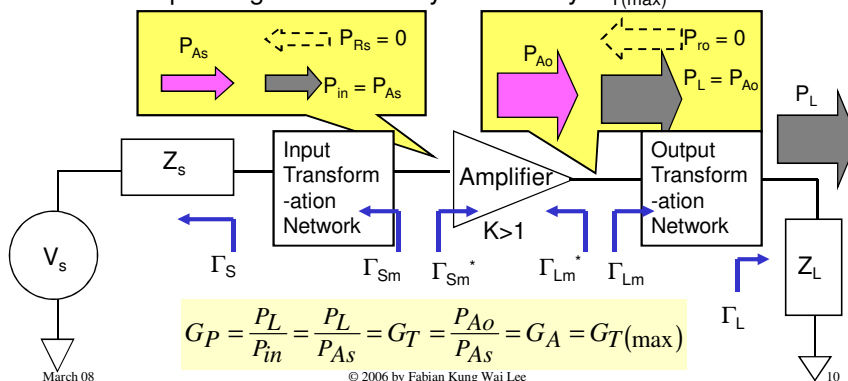 T(max)
P_As
P_Rs = 0
P_in = P_As
P_Ao
P_ro = 0
P_L = P_Ao
P_L
Z_s
Input
Transform
-ation
Network
Amplifier
K>1
Output
Transform
-ation
Network
V_s
Γ_S
Γ_Sm
Γ_Sm*
Γ_Lm*
Γ_Lm
Γ_L
Z_L
G_P = P_L/P_in = P_L/P_As = G_T = P_Ao/P_As = G_A = G_T(max)
March 08
© 2006 by Fabian Kung Wai Lee
10